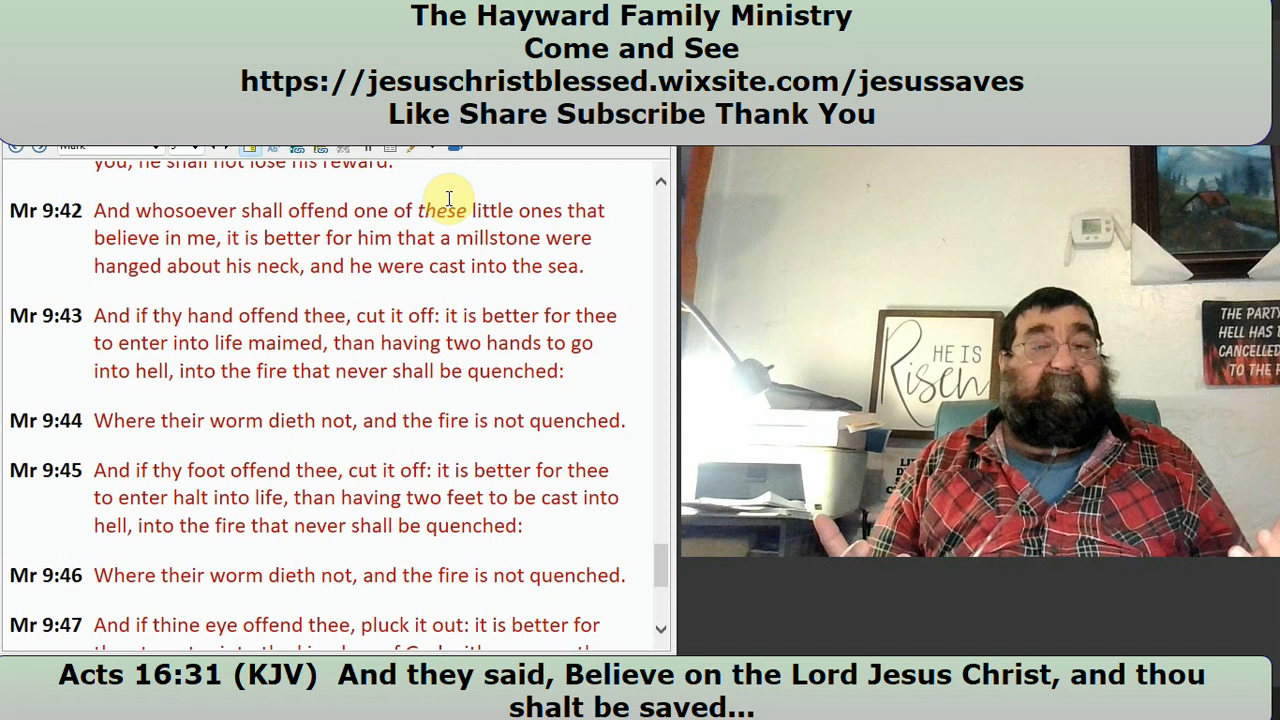 The Hayward Family Ministry
Come and See
https://jesuschristblessed.wixsite.com/jesussaves
Like Share Subscribe Thank You
you, he shall not lose his reward.
Mr 9:42 And whosoever shall offend one of these little ones that
believe in me, it is better for him that a millstone were
hanged about his neck, and he were cast into the sea.
Mr 9:43 And if thy hand offend thee, cut it off: it is better for thee
to enter into life maimed, than having two hands to go
into hell, into the fire that never shall be quenched:
Mr 9:44 Where their worm dieth not, and the fire is not quenched.
Mr 9:45 And if thy foot offend thee, cut it off: it is better for thee
to enter halt into life, than having two feet to be cast into
hell, into the fire that never shall be quenched:
Mr 9:46 Where their worm dieth not, and the fire is not quenched.
Mr 9:47 And if thine eye offend thee, pluck it out: it is better for
HE IS
Risen
THE PARTY
HELL HAS
CANCELLED
TO THE
Acts 16:31 (KJV) And they said, Believe on the Lord Jesus Christ, and thou
shalt be saved...